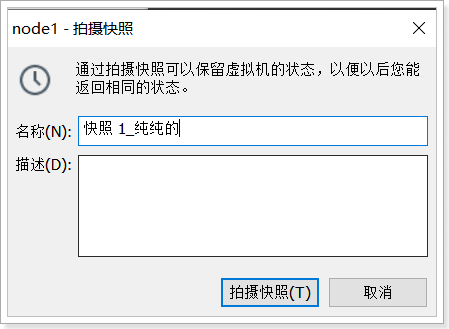 node1 - 拍摄快照
通过拍摄快照可以保留虚拟机的状态，以便以后您能
返回相同的状态。
名称(N): 快照 1_纯纯的
描述(D):
拍摄快照(T) 取消